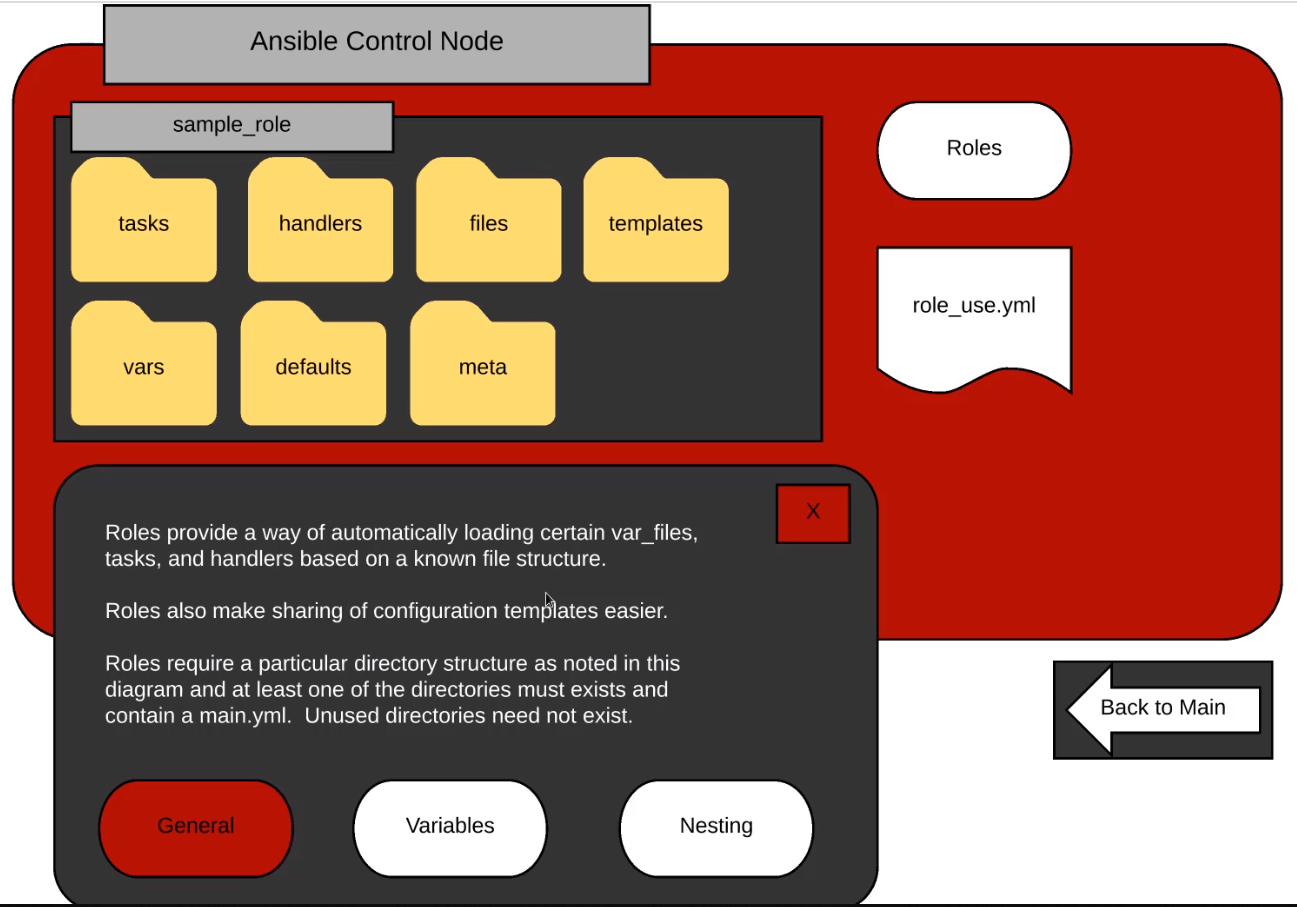 Ansible Control Node
sample_role
tasks
handlers
files
templates
vars
defaults
meta
Roles
role_use.yml
X
Roles provide a way of automatically loading certain var_files,
tasks, and handlers based on a known file structure.
Roles also make sharing of configuration templates easier.
Roles require a particular directory structure as noted in this
diagram and at least one of the directories must exists and
contain a main.yml.  Unused directories need not exist.
General
Variables
Nesting
Back to Main